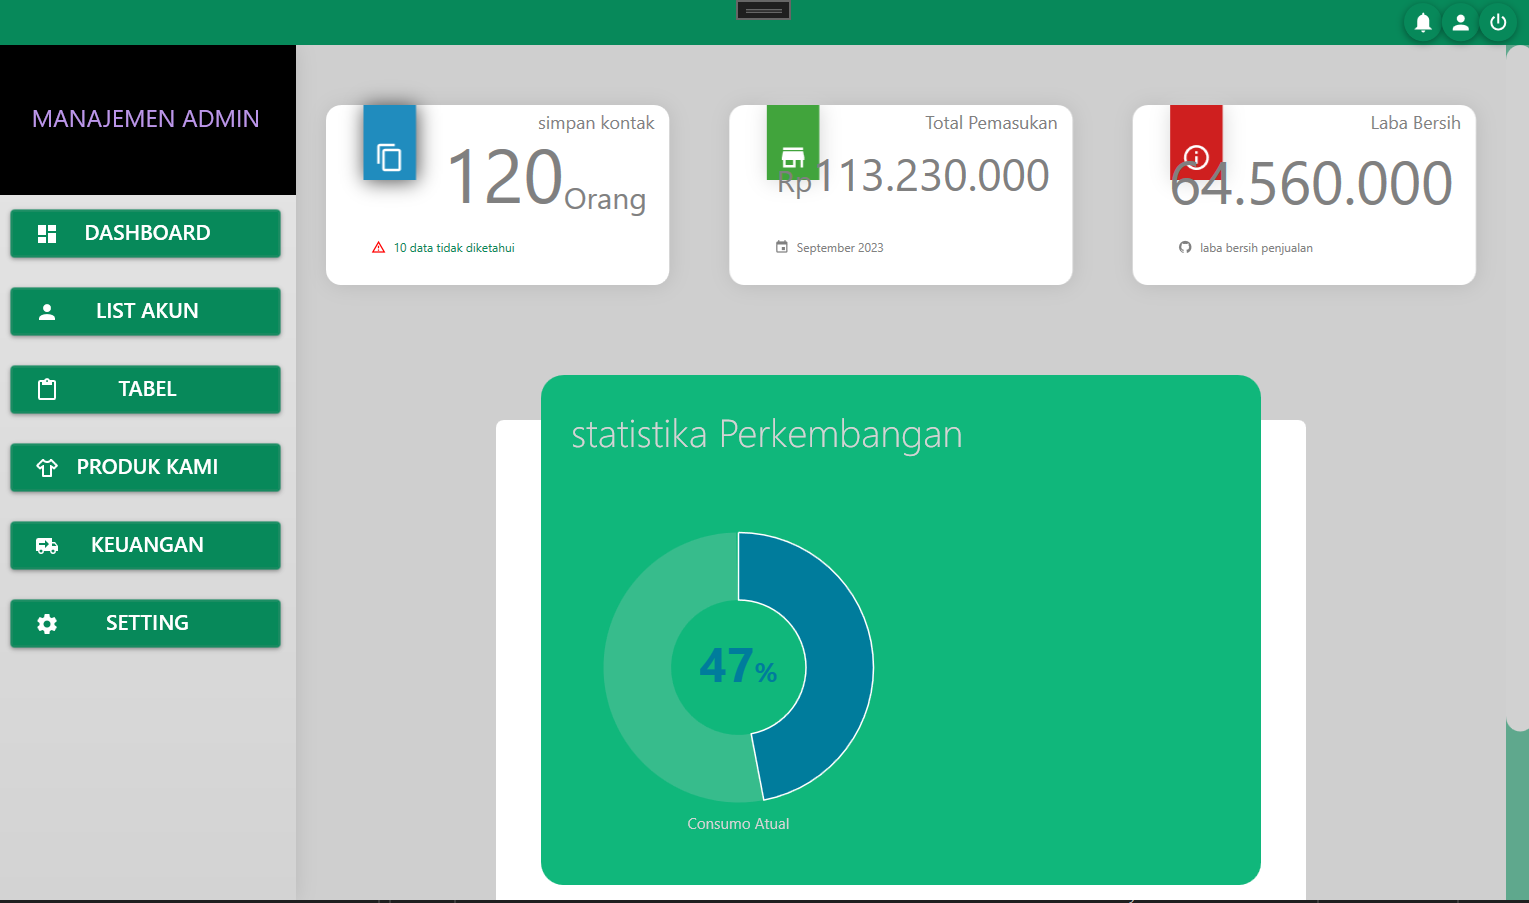 MANAJEMEN ADMIN
DASHBOARD
LIST AKUN
TABEL
PRODUK KAMI
KEUANGAN
SETTING
simpan kontak
120Orang
10 data tidak diketahui
Total Pemasukan
Rp113.230.000
September 2023
Laba Bersih
64.560.000
laba bersih penjualan
statistika Perkembangan
47%
Consumo Atual